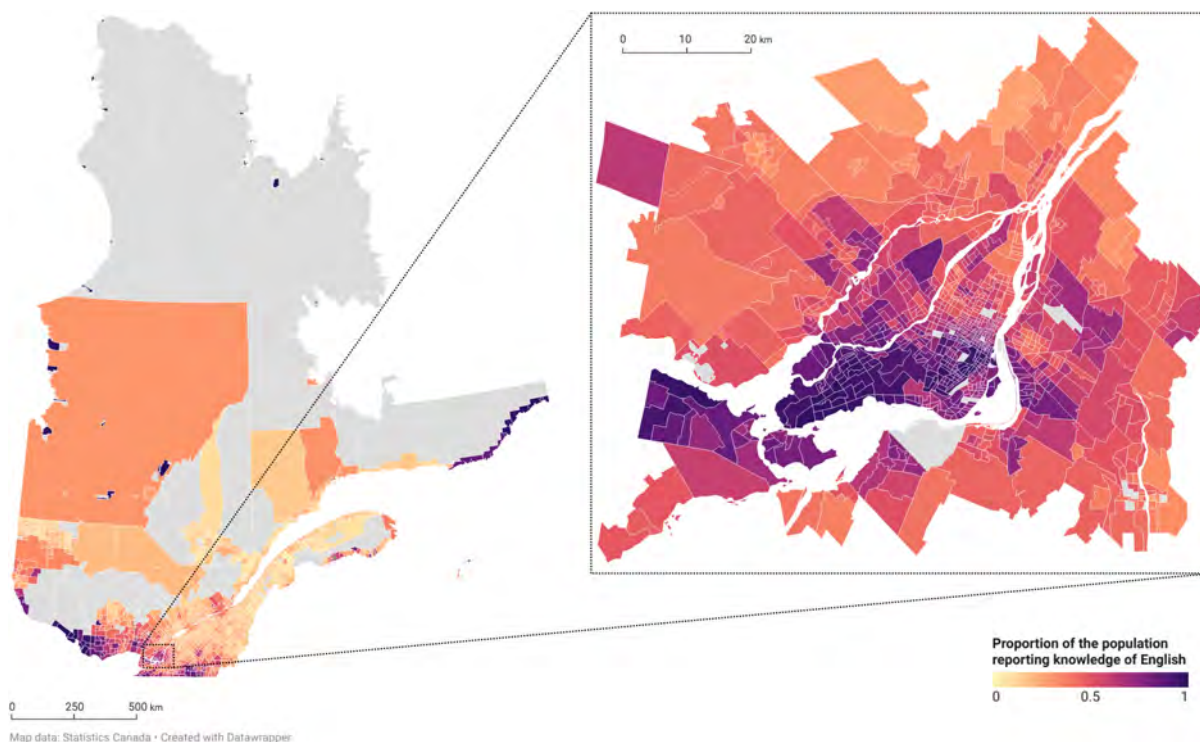 0 10 20 km
Proportion of the population
reporting knowledge of English
0 0.5 1
0 250 500 km
Map data: Statistics Canada • Created with Datawrapper